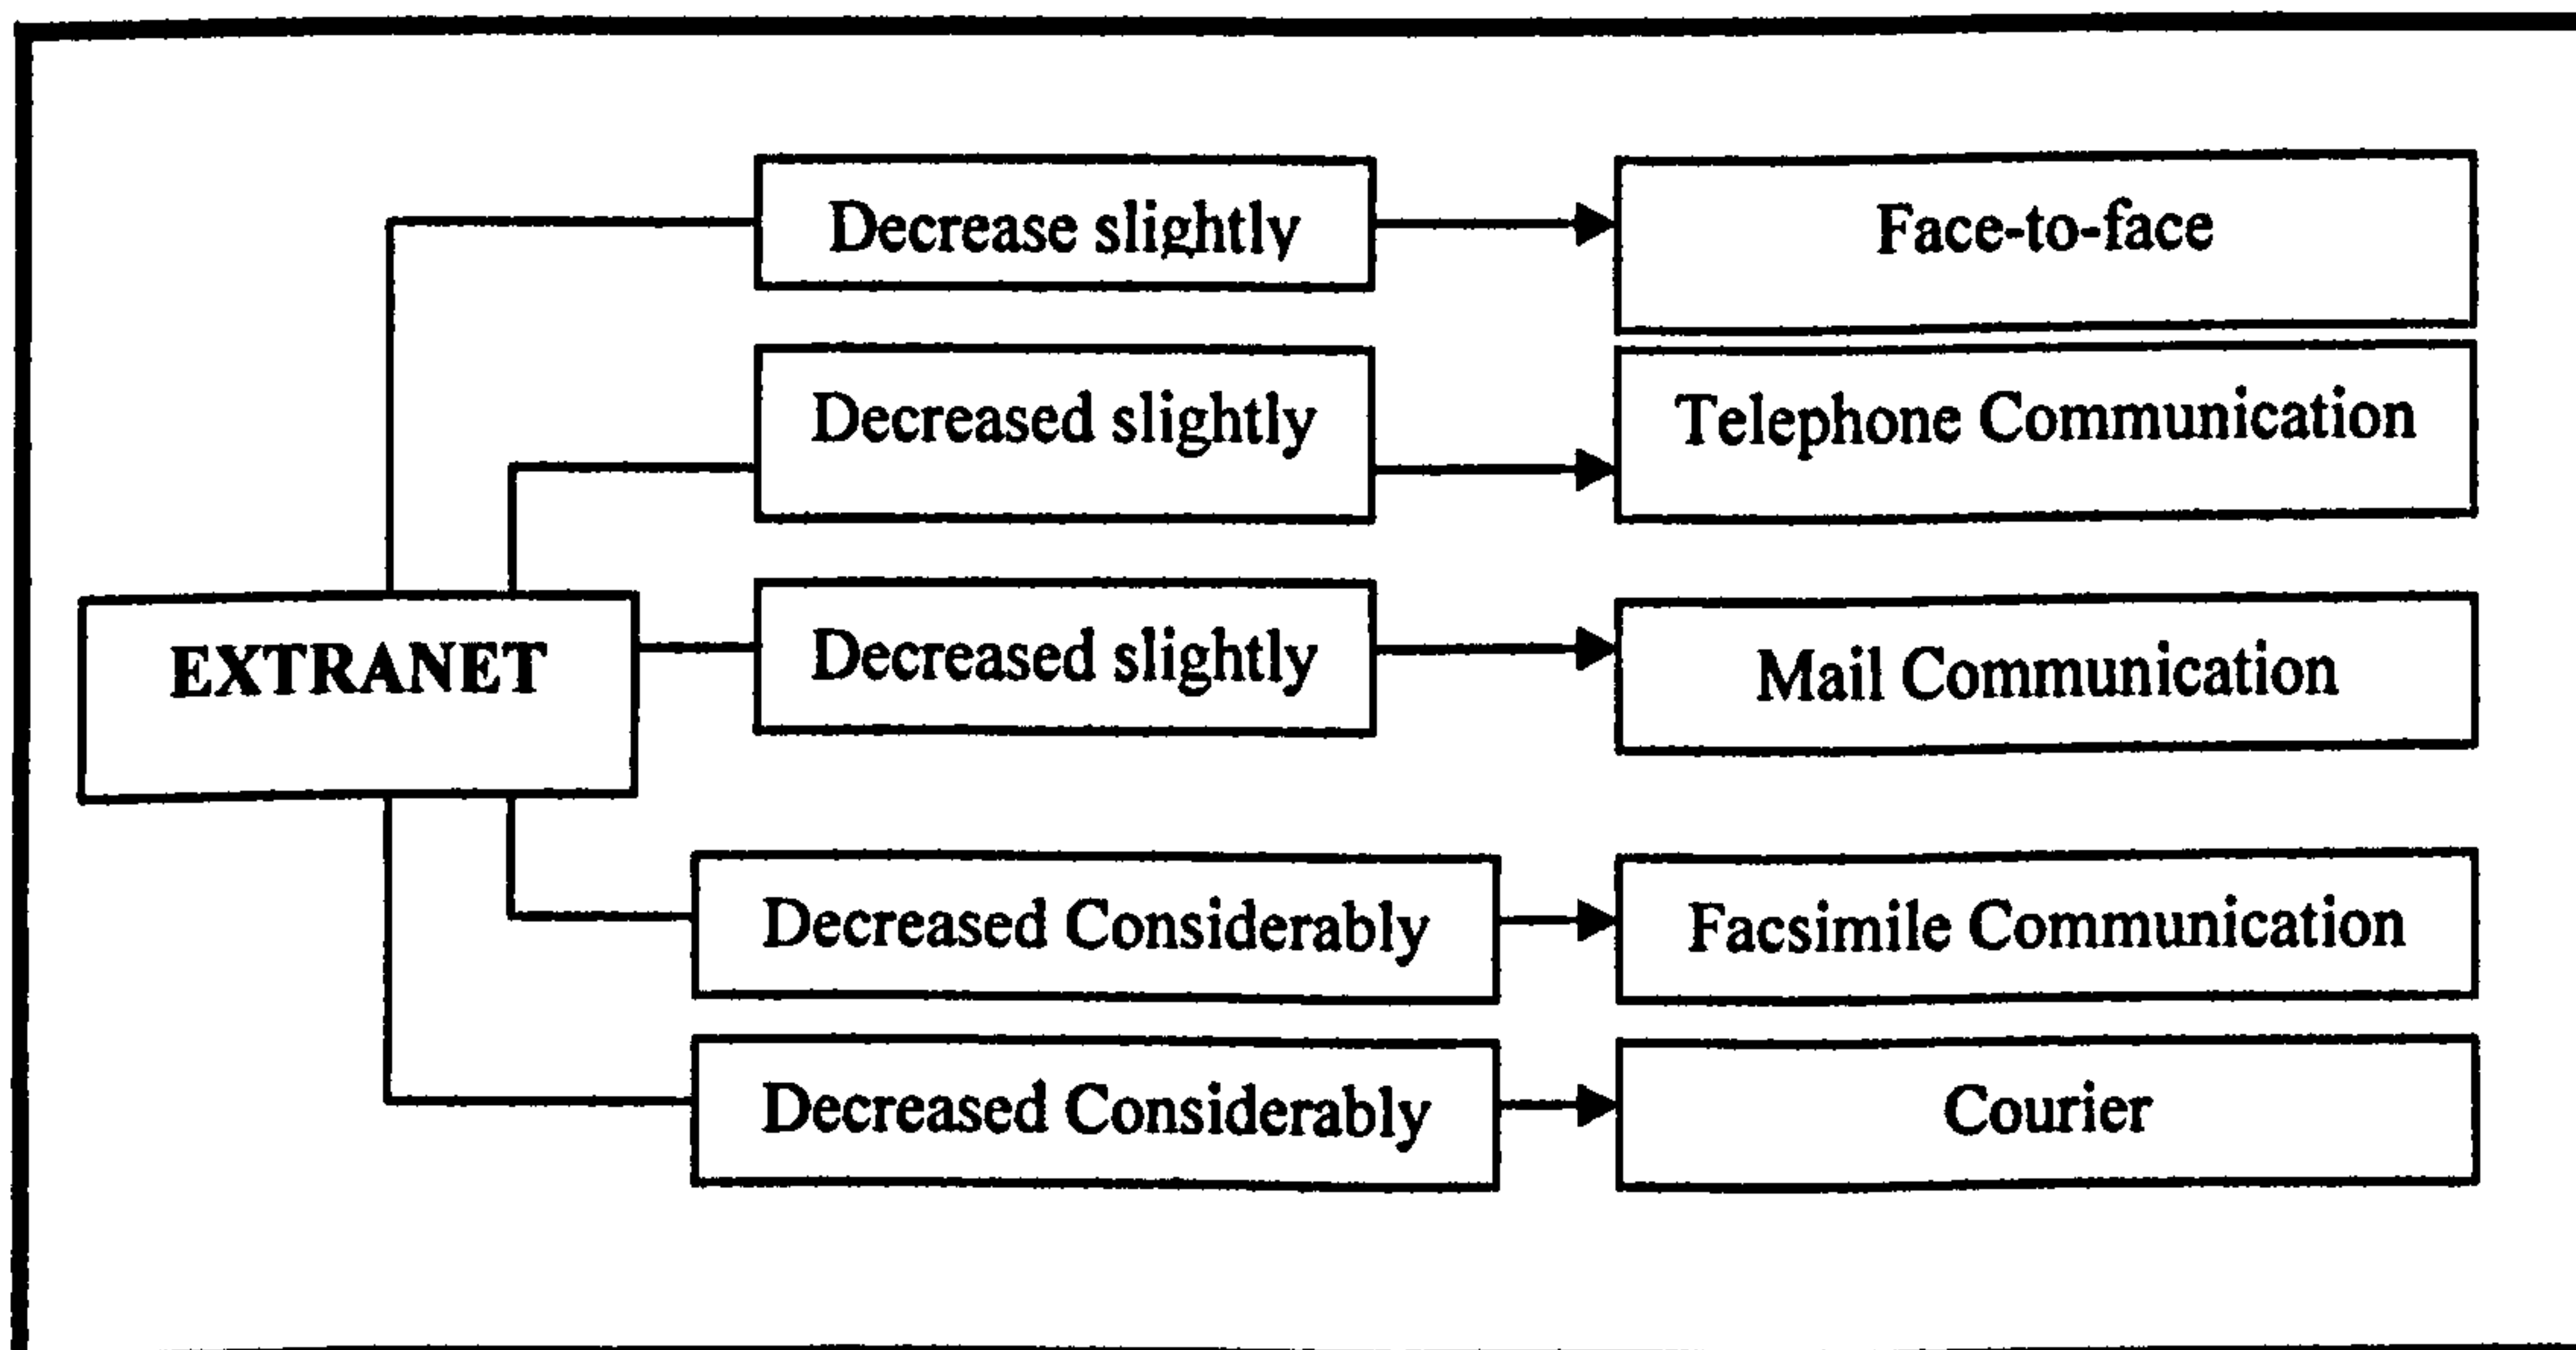 Decrease slightly
Face-to-face
Decreased slightly
Telephone Communication
EXTRANET
Decreased slightly
Mail Communication
Decreased Considerably
Facsimile Communication
Decreased Considerably
Courier